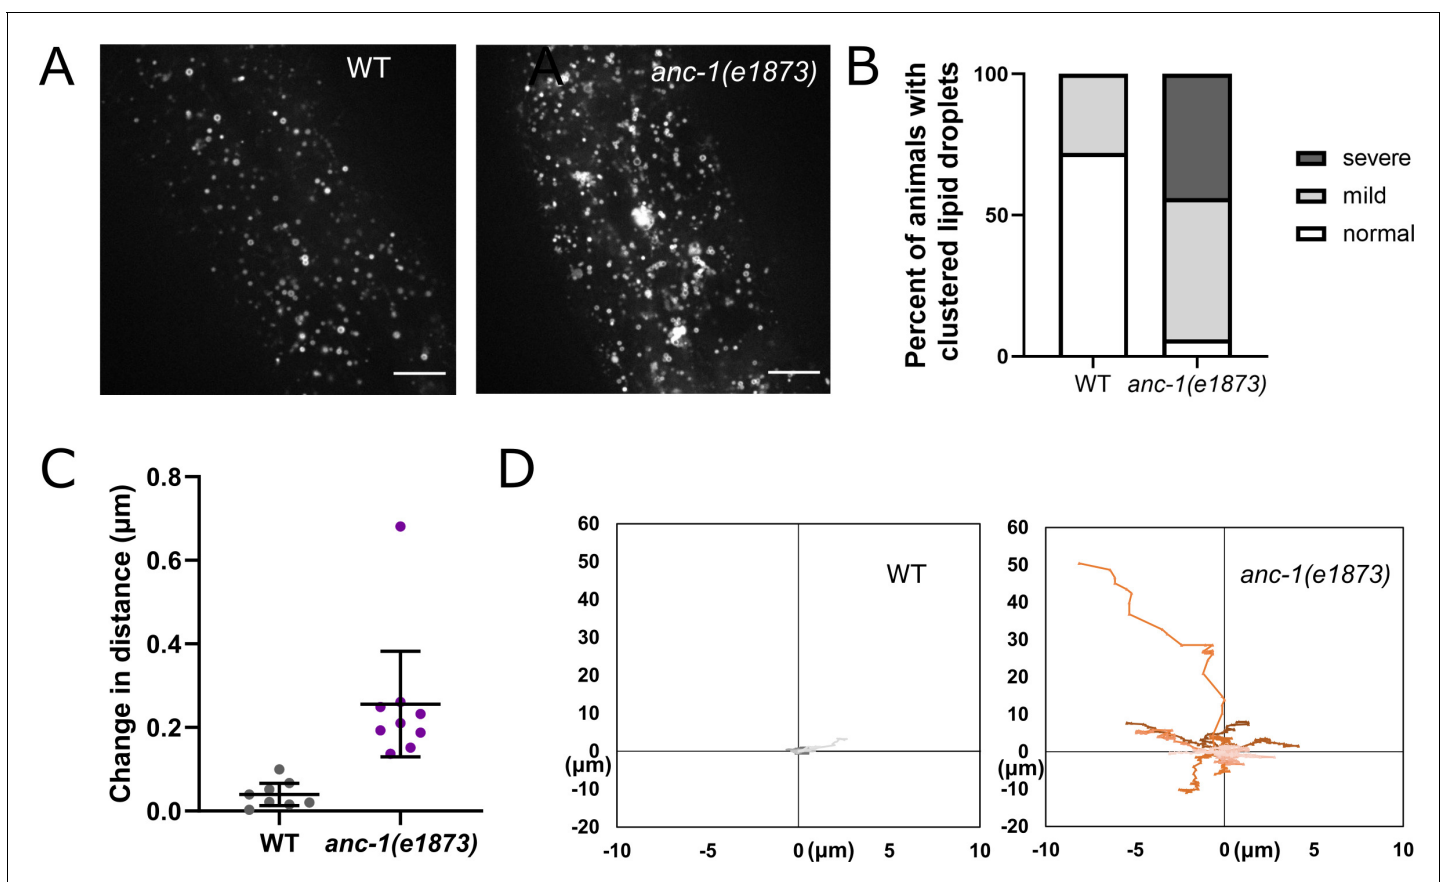 A
WT
A
anc-1(e1873)
B
Percent of animals with
clustered lipid droplets
100
50
0
WT
anc-1(e1873)
severe
mild
normal
C
Change in distance (µm)
0.8
0.6
0.4
0.2
0.0
WT
anc-1(e1873)
D
60
50
40
30
20
10
0
(µm)
-10
-20
-10
-5
0 (µm)
5
10
WT
60
50
40
30
20
10
0
(µm)
-10
-20
-10
-5
0 (µm)
5
10
anc-1(e1873)